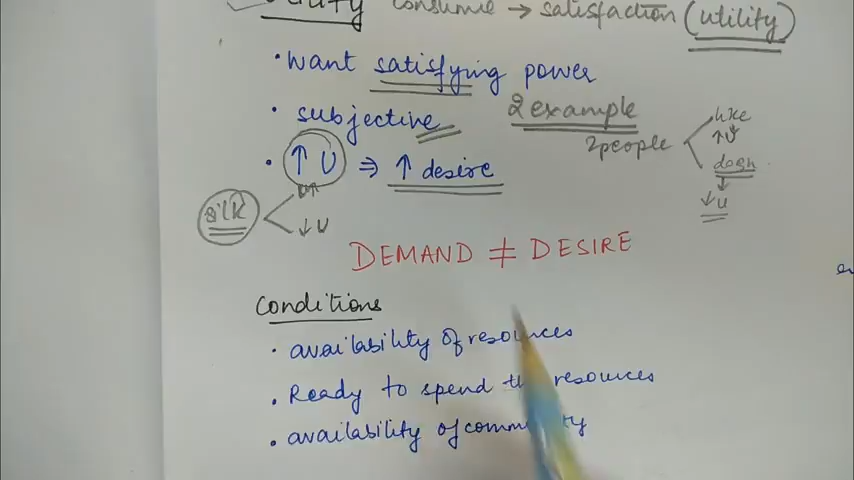 consume → satisfaction (utility)
· want satisfying power
· subjective
2 example
2 people
like
↑U
doesn
↓U
· ↑ U ⇒ ↑ desire
silk
↓ U
DEMAND ≠ DESIRE
conditions
· availability of resources
· Ready to spend the resources
· availability of